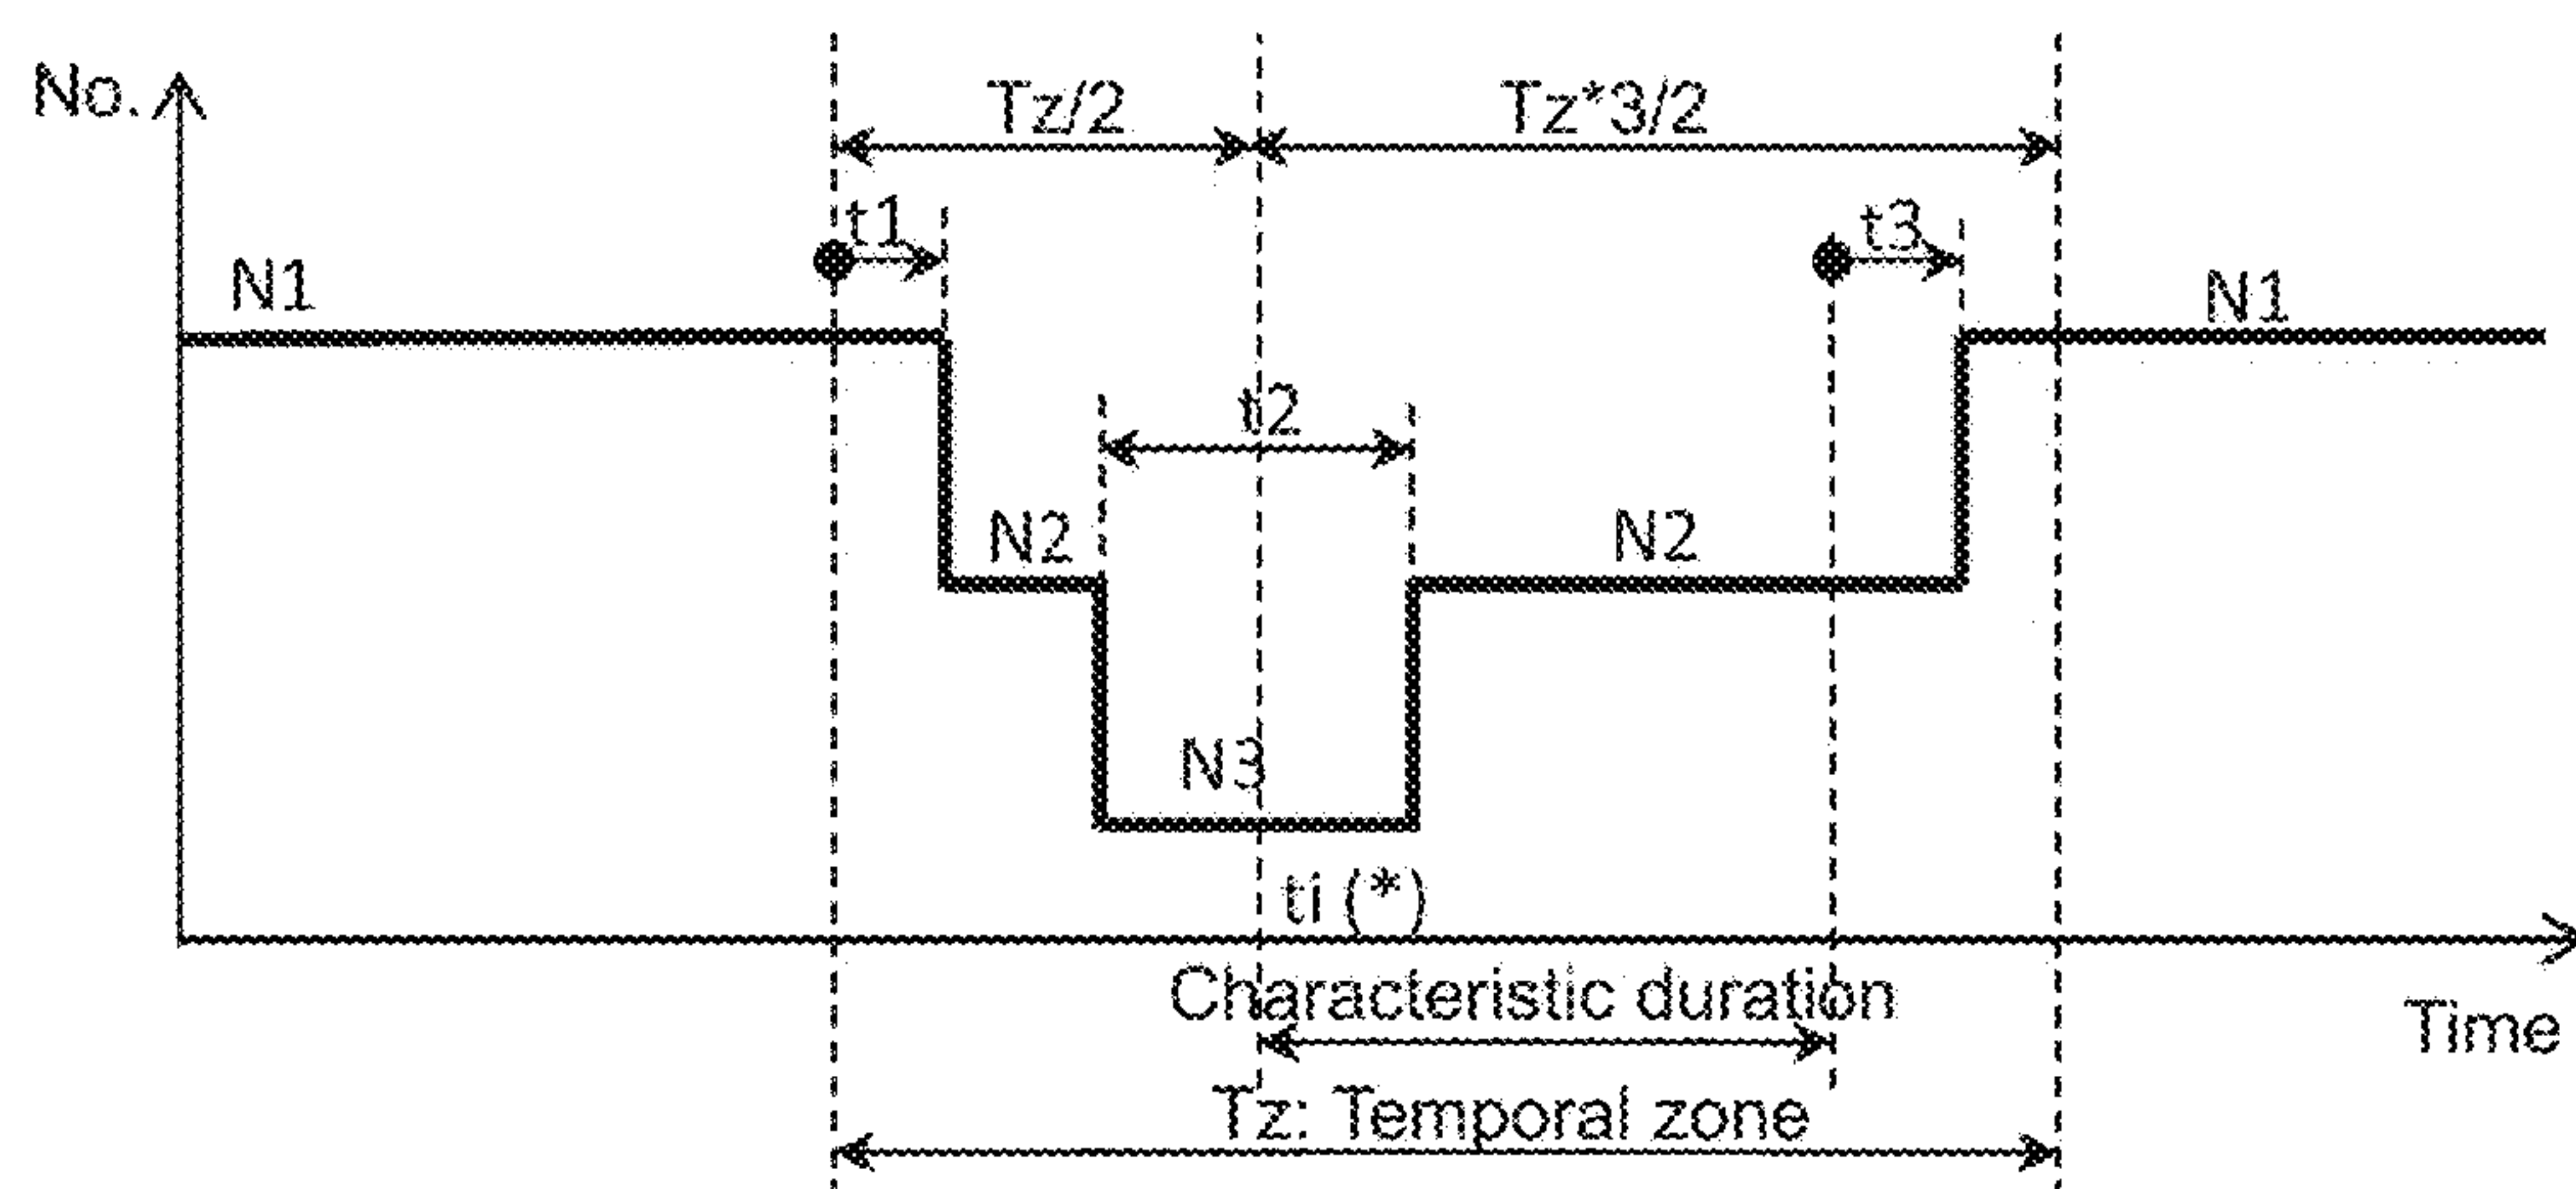 No.
Tz/2
Tz*3/2
t1
t3
N1
N1
t2
N2
N2
N3
ti (*)
Characteristic duration
Time
Tz: Temporal zone